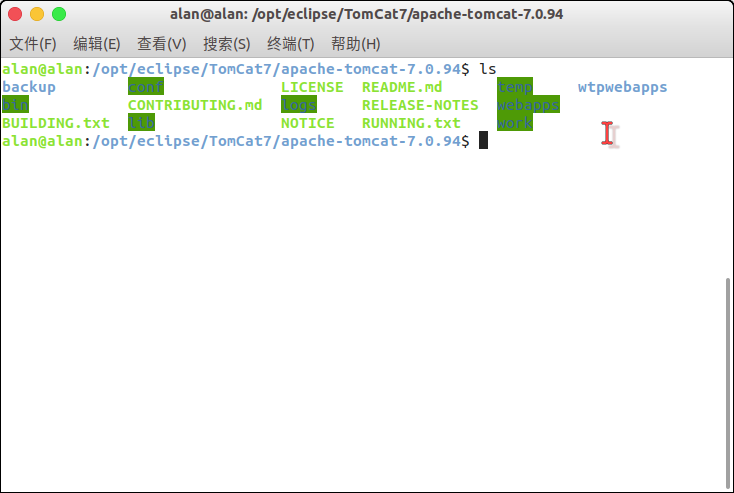 alan@alan: /opt/eclipse/TomCat7/apache-tomcat-7.0.94
文件(F) 编辑(E) 查看(V) 搜索(S) 终端(T) 帮助(H)
alan@alan:/opt/eclipse/TomCat7/apache-tomcat-7.0.94$ ls
backup conf LICENSE README.md temp wtpwebapps
bin CONTRIBUTING.md logs RELEASE-NOTES webapps
BUILDING.txt lib NOTICE RUNNING.txt work
alan@alan:/opt/eclipse/TomCat7/apache-tomcat-7.0.94$